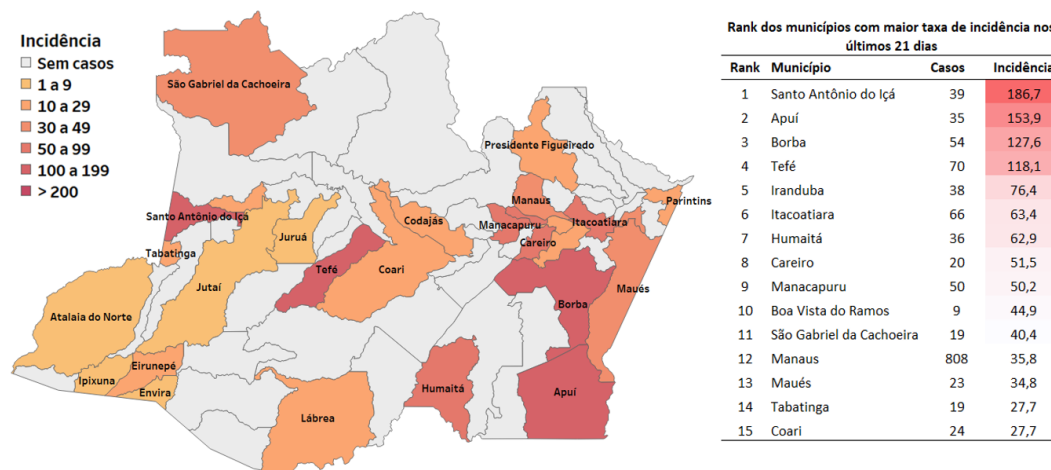 Incidência
Sem casos
1 a 9
10 a 29
30 a 49
50 a 99
100 a 199
> 200
São Gabriel da Cachoeira
Presidente Figueiredo
Manaus
Parintins
Santo Antônio do Içá
Codajás
Itacoatiara
Manacapuru
Juruá
Careiro
Tabatinga
Tefé
Coari
Jutaí
Maués
Borba
Atalaia do Norte
Eirunepé
Ipixuna
Envira
Humaitá
Apuí
Lábrea
Rank dos municípios com maior taxa de incidência nos
últimos 21 dias
Rank Município Casos Incidência
1 Santo Antônio do Içá 39 186,7
2 Apuí 35 153,9
3 Borba 54 127,6
4 Tefé 70 118,1
5 Iranduba 38 76,4
6 Itacoatiara 66 63,4
7 Humaitá 36 62,9
8 Careiro 20 51,5
9 Manacapuru 50 50,2
10 Boa Vista do Ramos 9 44,9
11 São Gabriel da Cachoeira 19 40,4
12 Manaus 808 35,8
13 Maués 23 34,8
14 Tabatinga 19 27,7
15 Coari 24 27,7